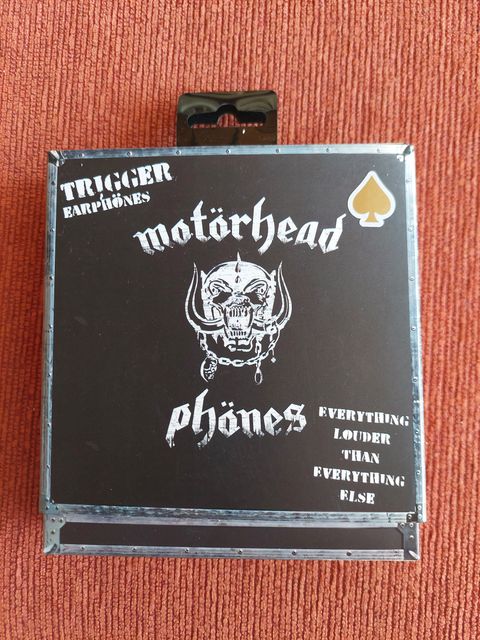 TRIGGER
EARPHÖNES
motörhead
phönes
EVERYTHING
LOUDER
THAN
EVERYTHING
ELSE